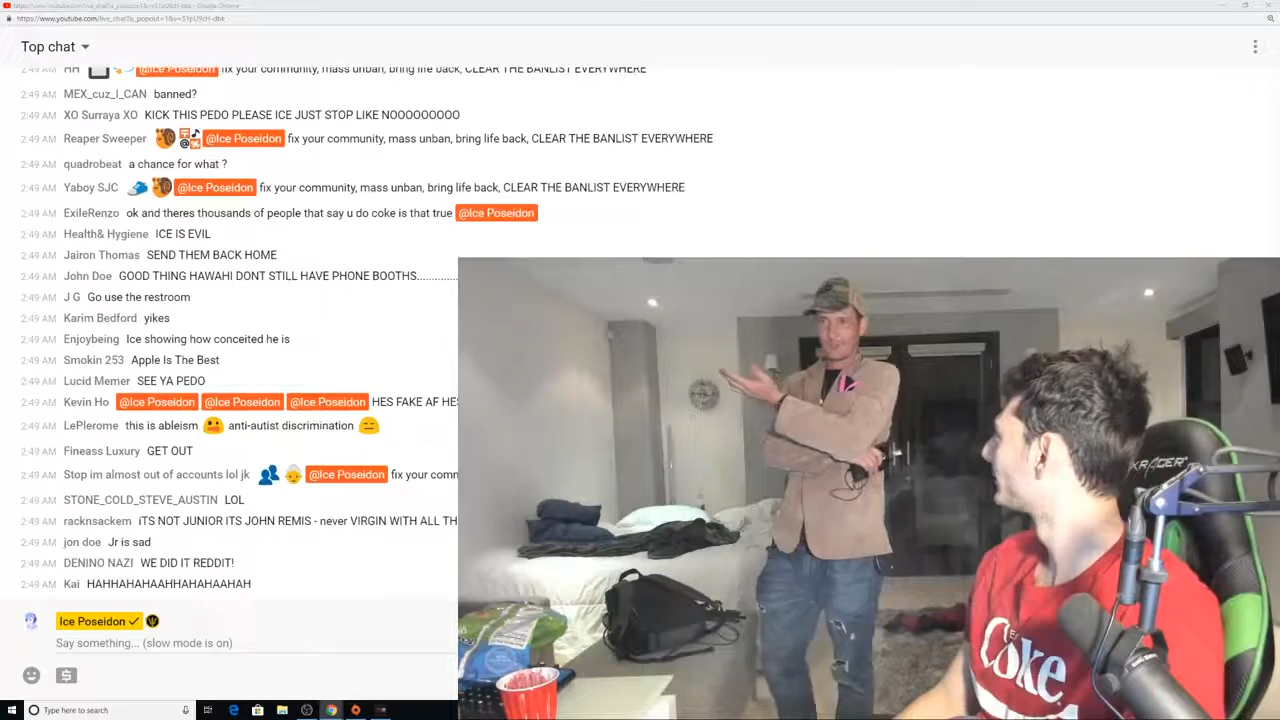 https://www.youtube.com/live_chat?is_popout=1&v=S1pU9cH-dbk
Top chat
2:49 AM HH @Ice Poseidon fix your community, mass unban, bring life back, CLEAR THE BANLIST EVERYWHERE
2:49 AM MEX_cuz_I_CAN banned?
2:49 AM XO Surraya XO KICK THIS PEDO PLEASE ICE JUST STOP LIKE NOOOOOOOOO
2:49 AM Reaper Sweeper @Ice Poseidon fix your community, mass unban, bring life back, CLEAR THE BANLIST EVERYWHERE
2:49 AM quadrobeat a chance for what ?
2:49 AM Yaboy SJC @Ice Poseidon fix your community, mass unban, bring life back, CLEAR THE BANLIST EVERYWHERE
2:49 AM ExileRenzo ok and theres thousands of people that say u do coke is that true @Ice Poseidon
2:49 AM Health& Hygiene ICE IS EVIL
2:49 AM Jairon Thomas SEND THEM BACK HOME
2:49 AM John Doe GOOD THING HAWAHI DONT STILL HAVE PHONE BOOTHS................
2:49 AM J G Go use the restroom
2:49 AM Karim Bedford yikes
2:49 AM Enjoybeing Ice showing how conceited he is
2:49 AM Smokin 253 Apple Is The Best
2:49 AM Lucid Memer SEE YA PEDO
2:49 AM Kevin Ho @Ice Poseidon @Ice Poseidon @Ice Poseidon HES FAKE AF HES
2:49 AM LePlerome this is ableism anti-autist discrimination
2:49 AM Fineass Luxury GET OUT
2:49 AM Stop im almost out of accounts lol jk @Ice Poseidon fix your comm
2:49 AM STONE_COLD_STEVE_AUSTIN LOL
2:49 AM racknsackem iTS NOT JUNIOR ITS JOHN REMIS - never VIRGIN WITH ALL TH
2:49 AM jon doe Jr is sad
2:49 AM DENINO NAZI WE DID IT REDDIT!
2:49 AM Kai HAHHAHAHAAHHAHAHAAHAH
Ice Poseidon
Say something... (slow mode is on)
Type here to search
XRACER
Coke